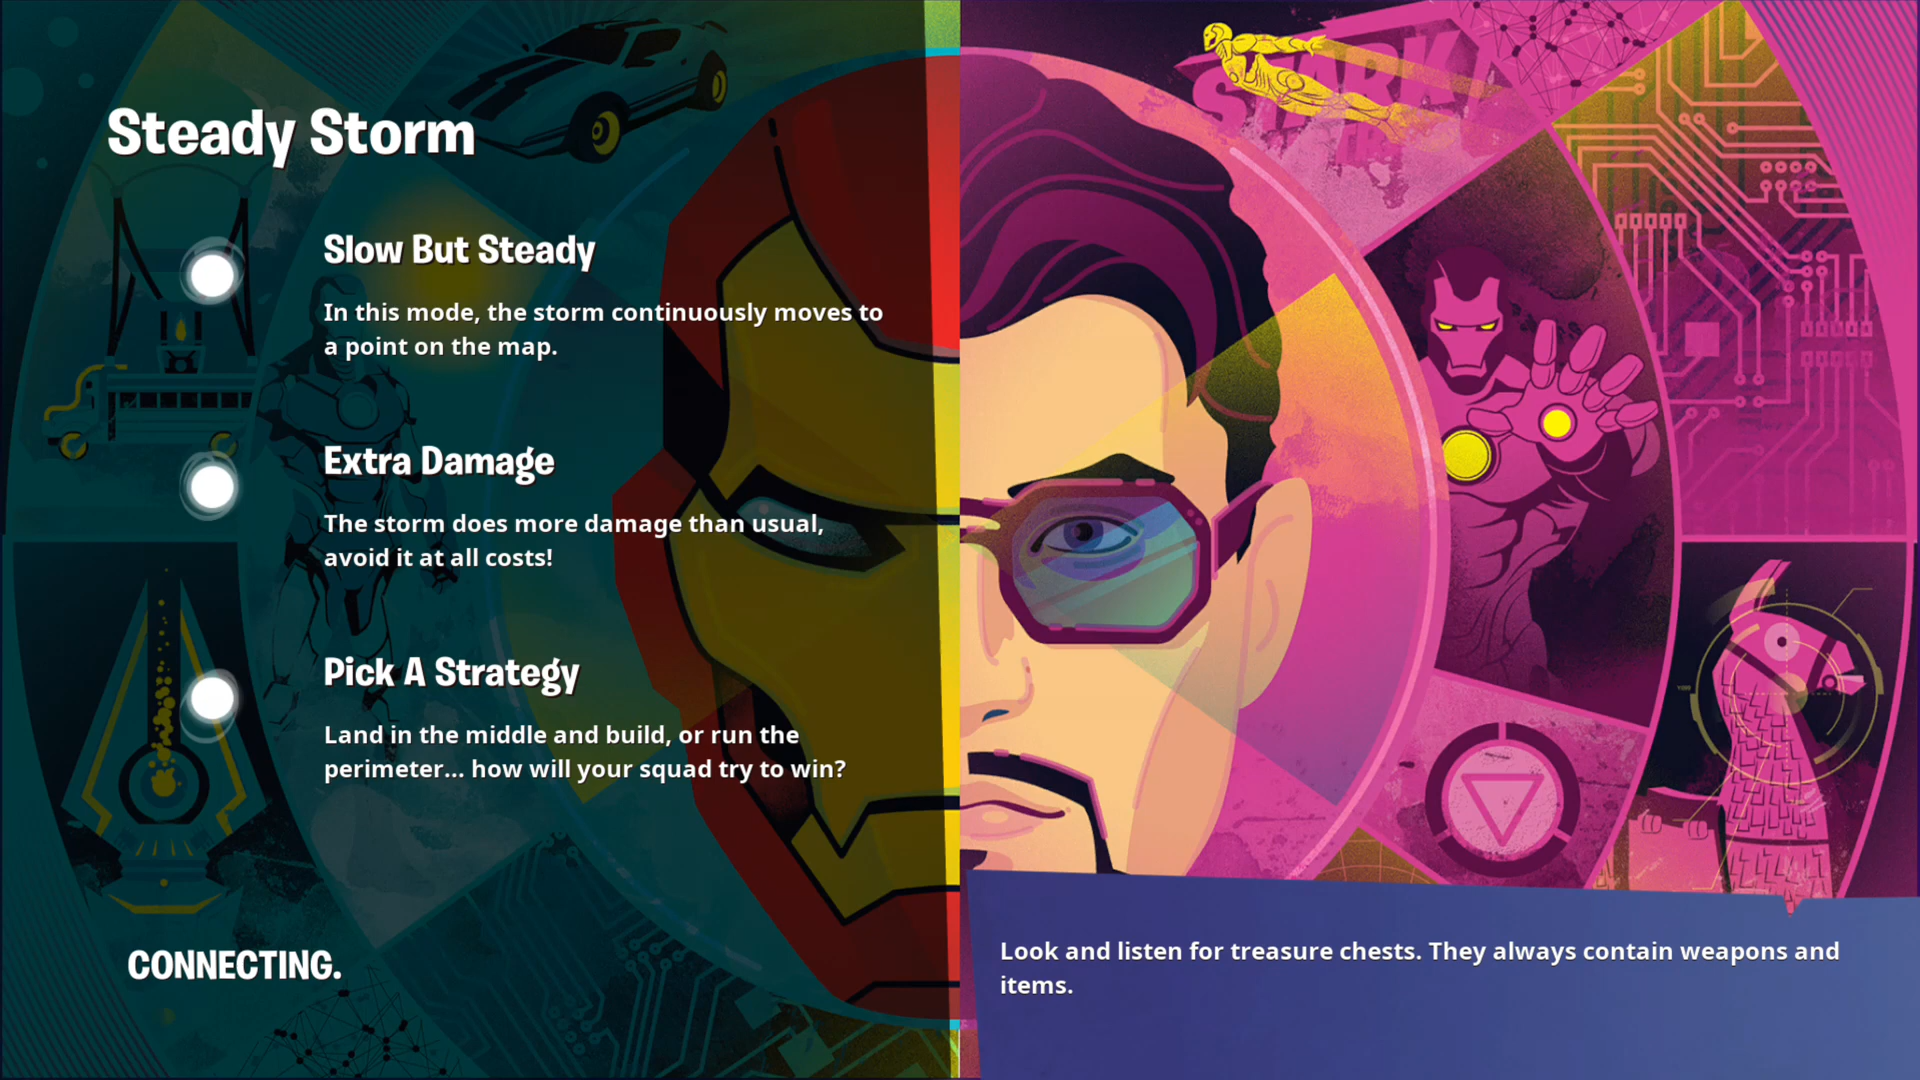 Steady Storm
Slow But Steady
In this mode, the storm continuously moves to
a point on the map.
Extra Damage
The storm does more damage than usual,
avoid it at all costs!
Pick A Strategy
Land in the middle and build, or run the
perimeter... how will your squad try to win?
CONNECTING.
STARK
Look and listen for treasure chests. They always contain weapons and
items.